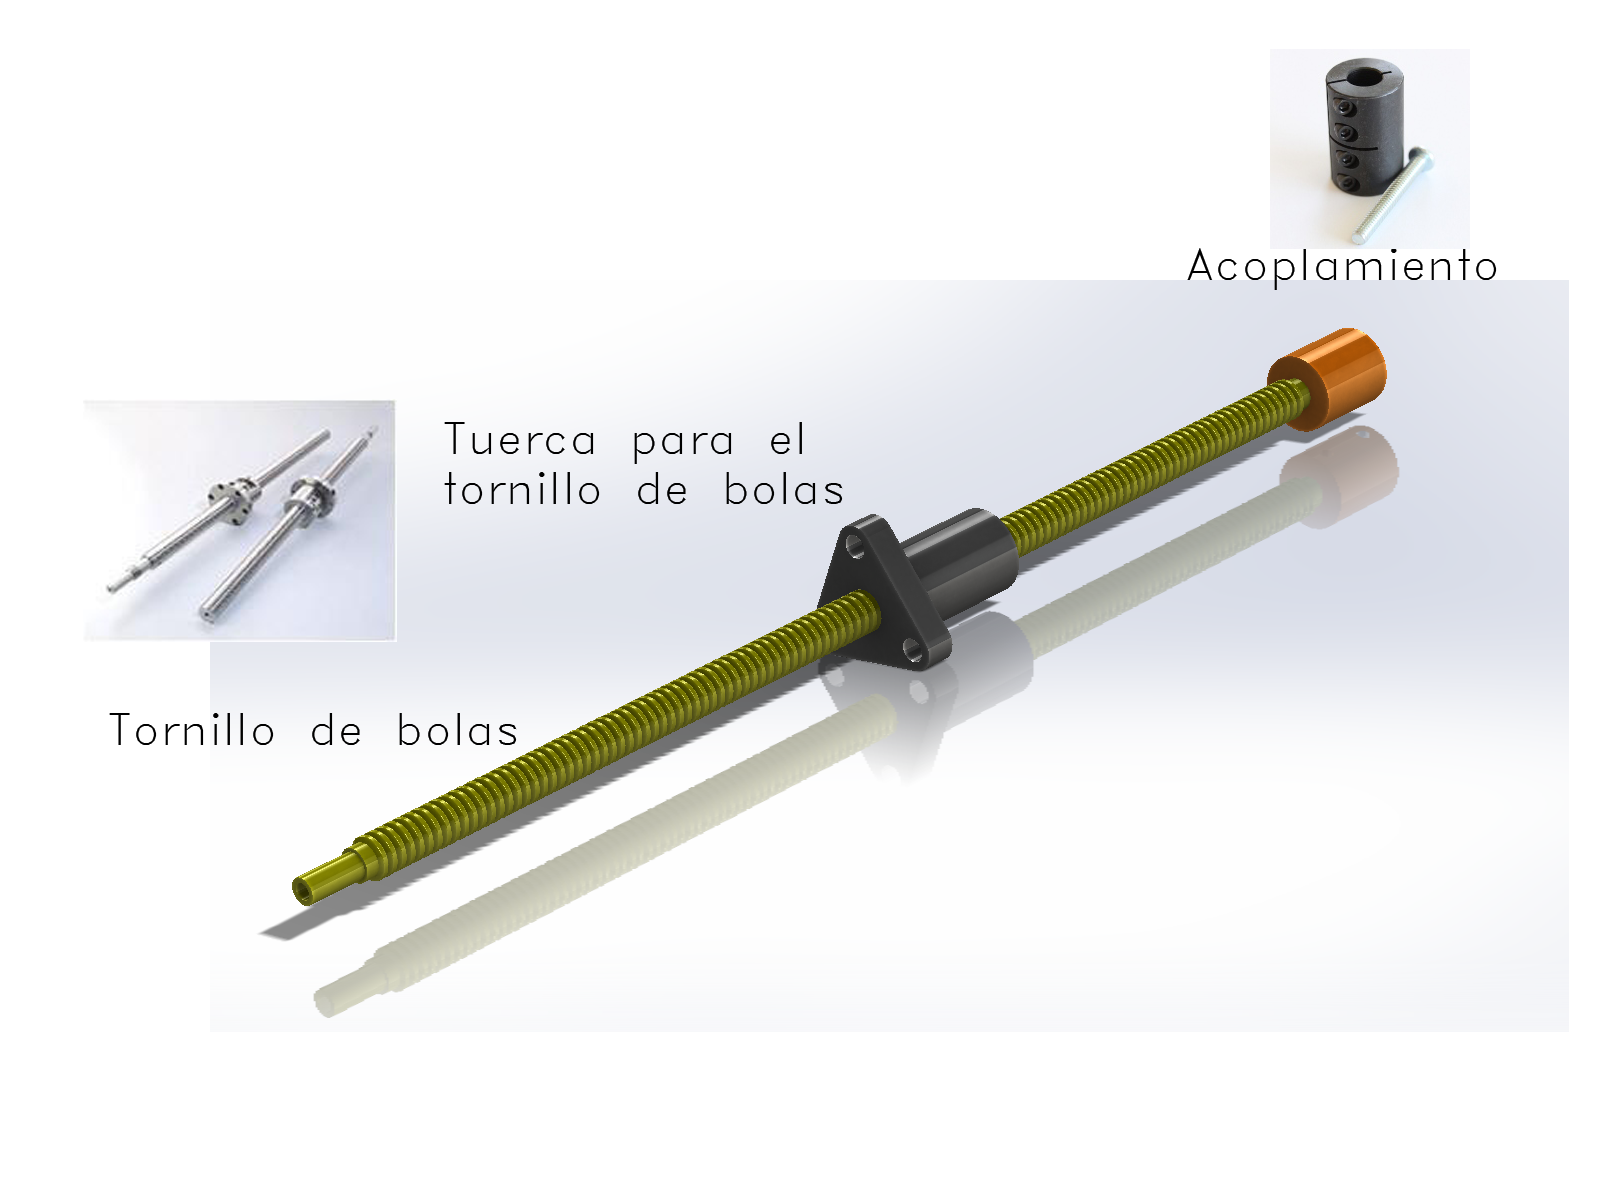 Acoplamiento
Tuerca para el
tornillo de bolas
Tornillo de bolas